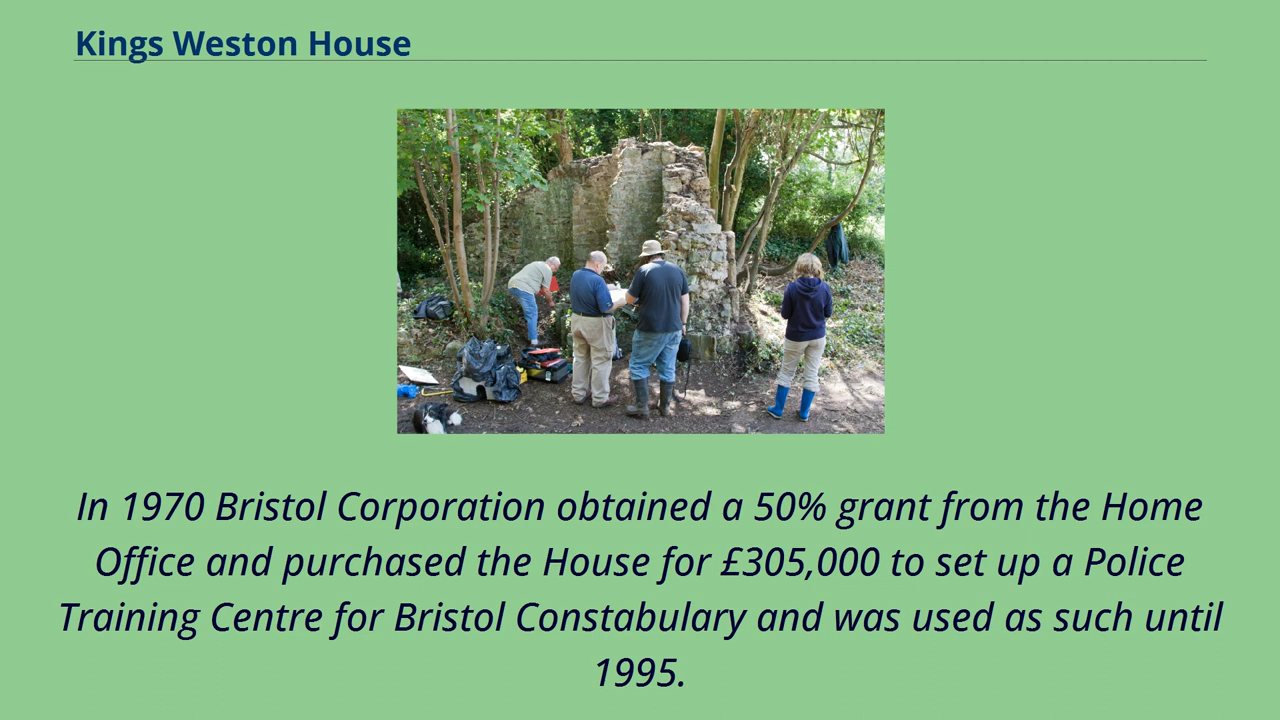 Kings Weston House
In 1970 Bristol Corporation obtained a 50% grant from the Home
Office and purchased the House for £305,000 to set up a Police
Training Centre for Bristol Constabulary and was used as such until
1995.